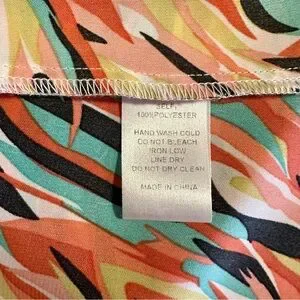 SELF:
100%POLYESTER
HAND WASH COLD
DO NOT BLEACH
IRON LOW
LINE DRY
DO NOT DRY CLEAN
MADE IN CHINA